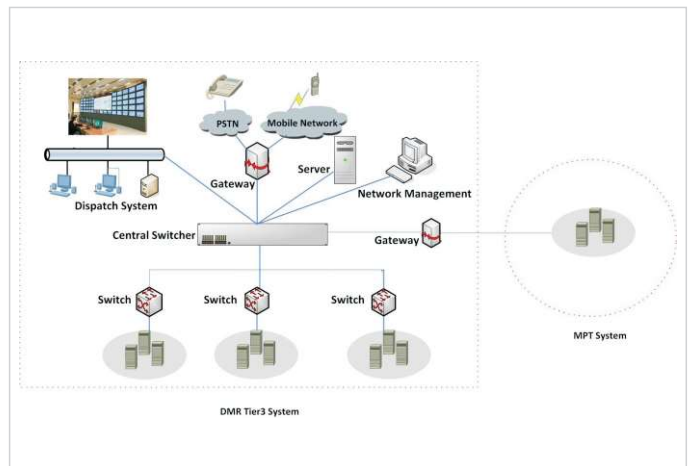 PSTN
Mobile Network
Gateway
Server
Network Management
Dispatch System
Central Switcher
Gateway
Switch
Switch
Switch
MPT System
DMR Tier3 System